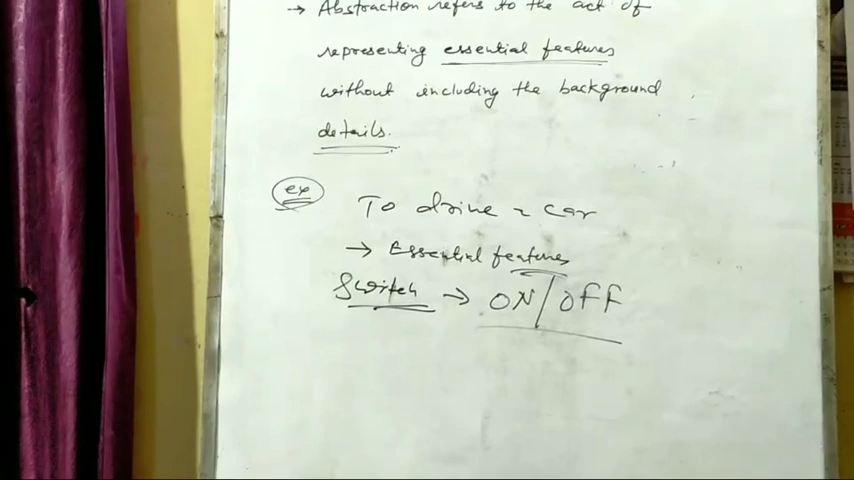 → Abstraction refers to the act of
representing essential features
without including the background
details.
ex To drive a car
→ Essential features
Switch → ON/OFF